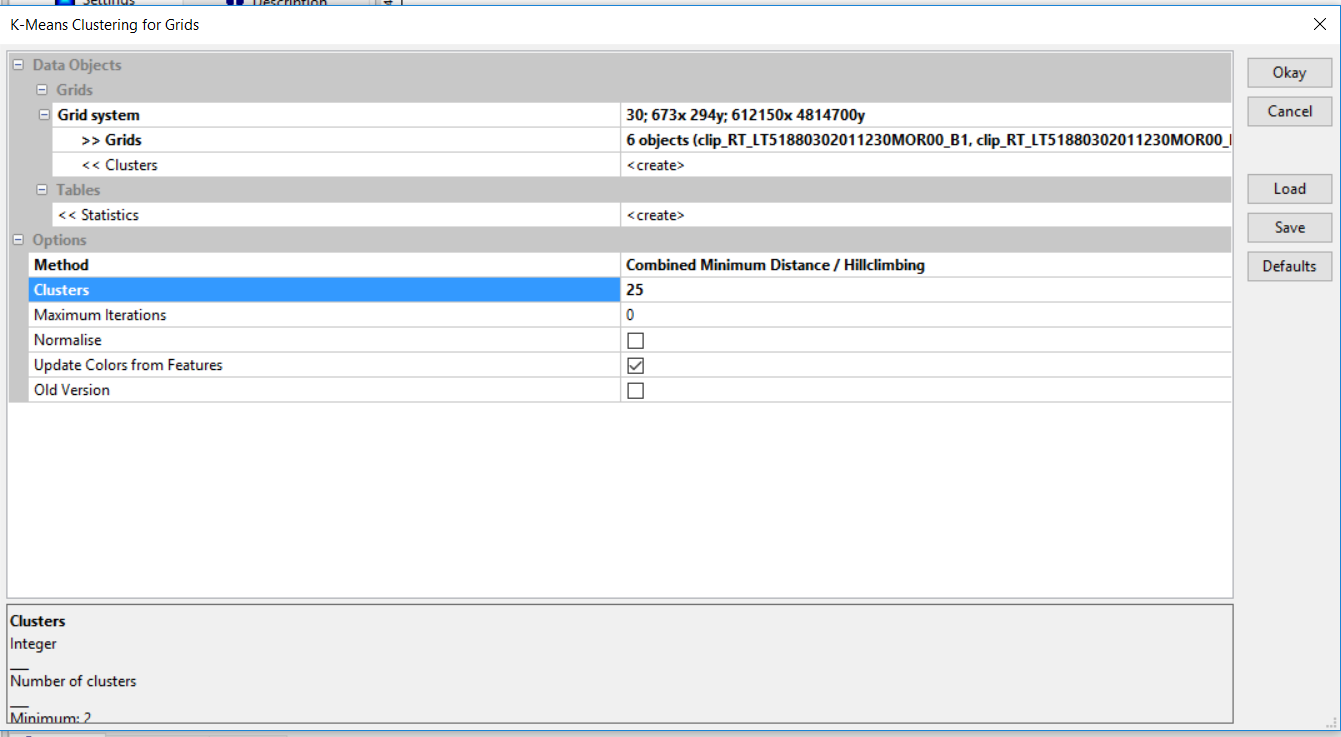 Settings Description
K-Means Clustering for Grids
Data Objects
Okay
Grids
Grid system 30; 673x 294y; 612150x 4814700y
Cancel
>> Grids 6 objects (clip_RT_LT51880302011230MOR00_B1, clip_RT_LT51880302011230MOR00_
<< Clusters <create>
Tables
Load
<< Statistics <create>
Save
Options
Method Combined Minimum Distance / Hillclimbing
Defaults
Clusters 25
Maximum Iterations 0
Normalise
Update Colors from Features
Old Version
Clusters
Integer
Number of clusters
Minimum: 2